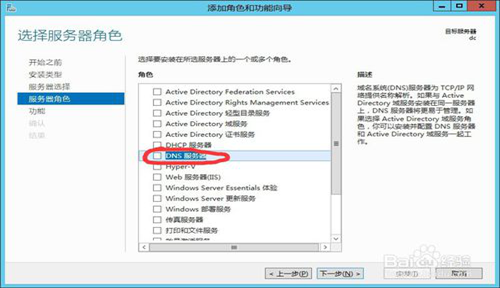 添加角色和功能向导
选择服务器角色
目标服务器
dc
开始之前
安装类型
服务器选择
服务器角色
功能
确认
结果
选择要安装在所选服务器上的一个或多个角色。
角色
Active Directory Federation Services
Active Directory Rights Management Services
Active Directory 轻型目录服务
Active Directory 域服务
Active Directory 证书服务
DHCP 服务器
DNS 服务器
Hyper-V
Web 服务器(IIS)
Windows Server Essentials 体验
Windows Server 更新服务
Windows 部署服务
传真服务器
打印和文件服务
描述
域名系统(DNS)服务器为 TCP/IP 网
络提供名称解析。如果与 Active
Directory 域服务安装在同一服务器
上，DNS 服务器将更易于管理。如
果选择 Active Directory 域服务角
色，你可以安装并配置 DNS 服务器
和 Active Directory 域服务一起工
作。
< 上一步(P)
下一步(N) >
安装(I)
取消
Baidu 经验